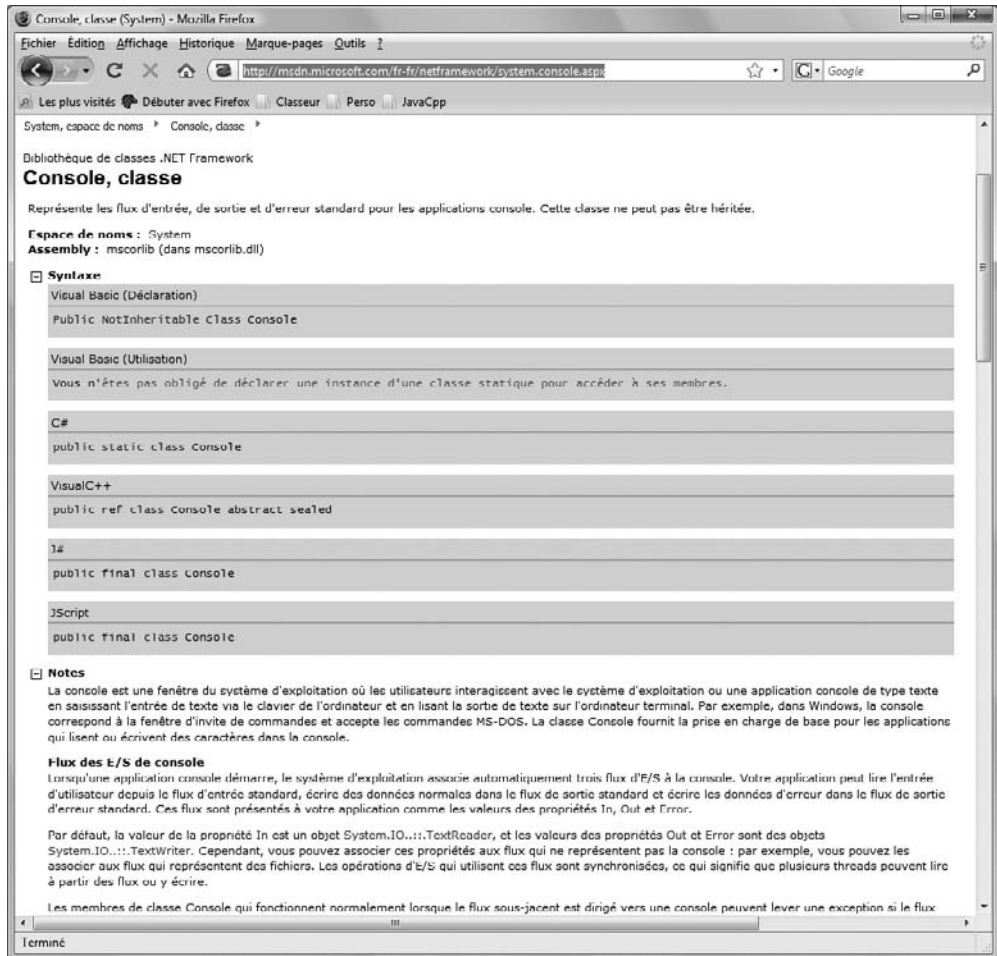 Console, classe (System) - Mozilla Firefox
Fichier Édition Affichage Historique Marque-pages Outils ?
http://msdn.microsoft.com/fr-fr/netframework/system.console.aspx
Google
Les plus visités Débuter avec Firefox Classeur Perso JavaCpp
System, espace de noms Console, classe
Bibliothèque de classes .NET Framework
Console, classe
Représente les flux d'entrée, de sortie et d'erreur standard pour les applications console. Cette classe ne peut pas être héritée.
Espace de noms : System
Assembly : mscorlib (dans mscorlib.dll)
Syntaxe
Visual Basic (Déclaration)
Public NotInheritable Class Console
Visual Basic (Utilisation)
Vous n'êtes pas obligé de déclarer une instance d'une classe statique pour accéder à ses membres.
C#
public static class Console
VisualC++
public ref class Console abstract sealed
J#
public final class Console
JScript
public final class Console
Notes
La console est une fenêtre du système d'exploitation où les utilisateurs interagissent avec le système d'exploitation ou une application console de type texte
en saisissant l'entrée de texte via le clavier de l'ordinateur et en lisant la sortie de texte sur l'ordinateur terminal. Par exemple, dans Windows, la console
correspond à la fenêtre d'invite de commandes et accepte les commandes MS-DOS. La classe Console fournit la prise en charge de base pour les applications
qui lisent ou écrivent des caractères dans la console.
Flux des E/S de console
Lorsqu'une application console démarre, le système d'exploitation associe automatiquement trois flux d'E/S à la console. Votre application peut lire l'entrée
d'utilisateur depuis le flux d'entrée standard, écrire des données normales dans le flux de sortie standard et écrire les données d'erreur dans le flux de sortie
d'erreur standard. Ces flux sont présentés à votre application comme les valeurs des propriétés In, Out et Error.
Par défaut, la valeur de la propriété In est un objet System.IO..::.TextReader, et les valeurs des propriétés Out et Error sont des objets
System.IO..::.TextWriter. Cependant, vous pouvez associer ces propriétés aux flux qui ne représentent pas la console : par exemple, vous pouvez les
associer aux flux qui représentent des fichiers. Les opérations d'E/S qui utilisent ces flux sont synchronisées, ce qui signifie que plusieurs threads peuvent lire
à partir des flux ou y écrire.
Les membres de classe Console qui fonctionnent normalement lorsque le flux sous-jacent est dirigé vers une console peuvent lever une exception si le flux
Terminé